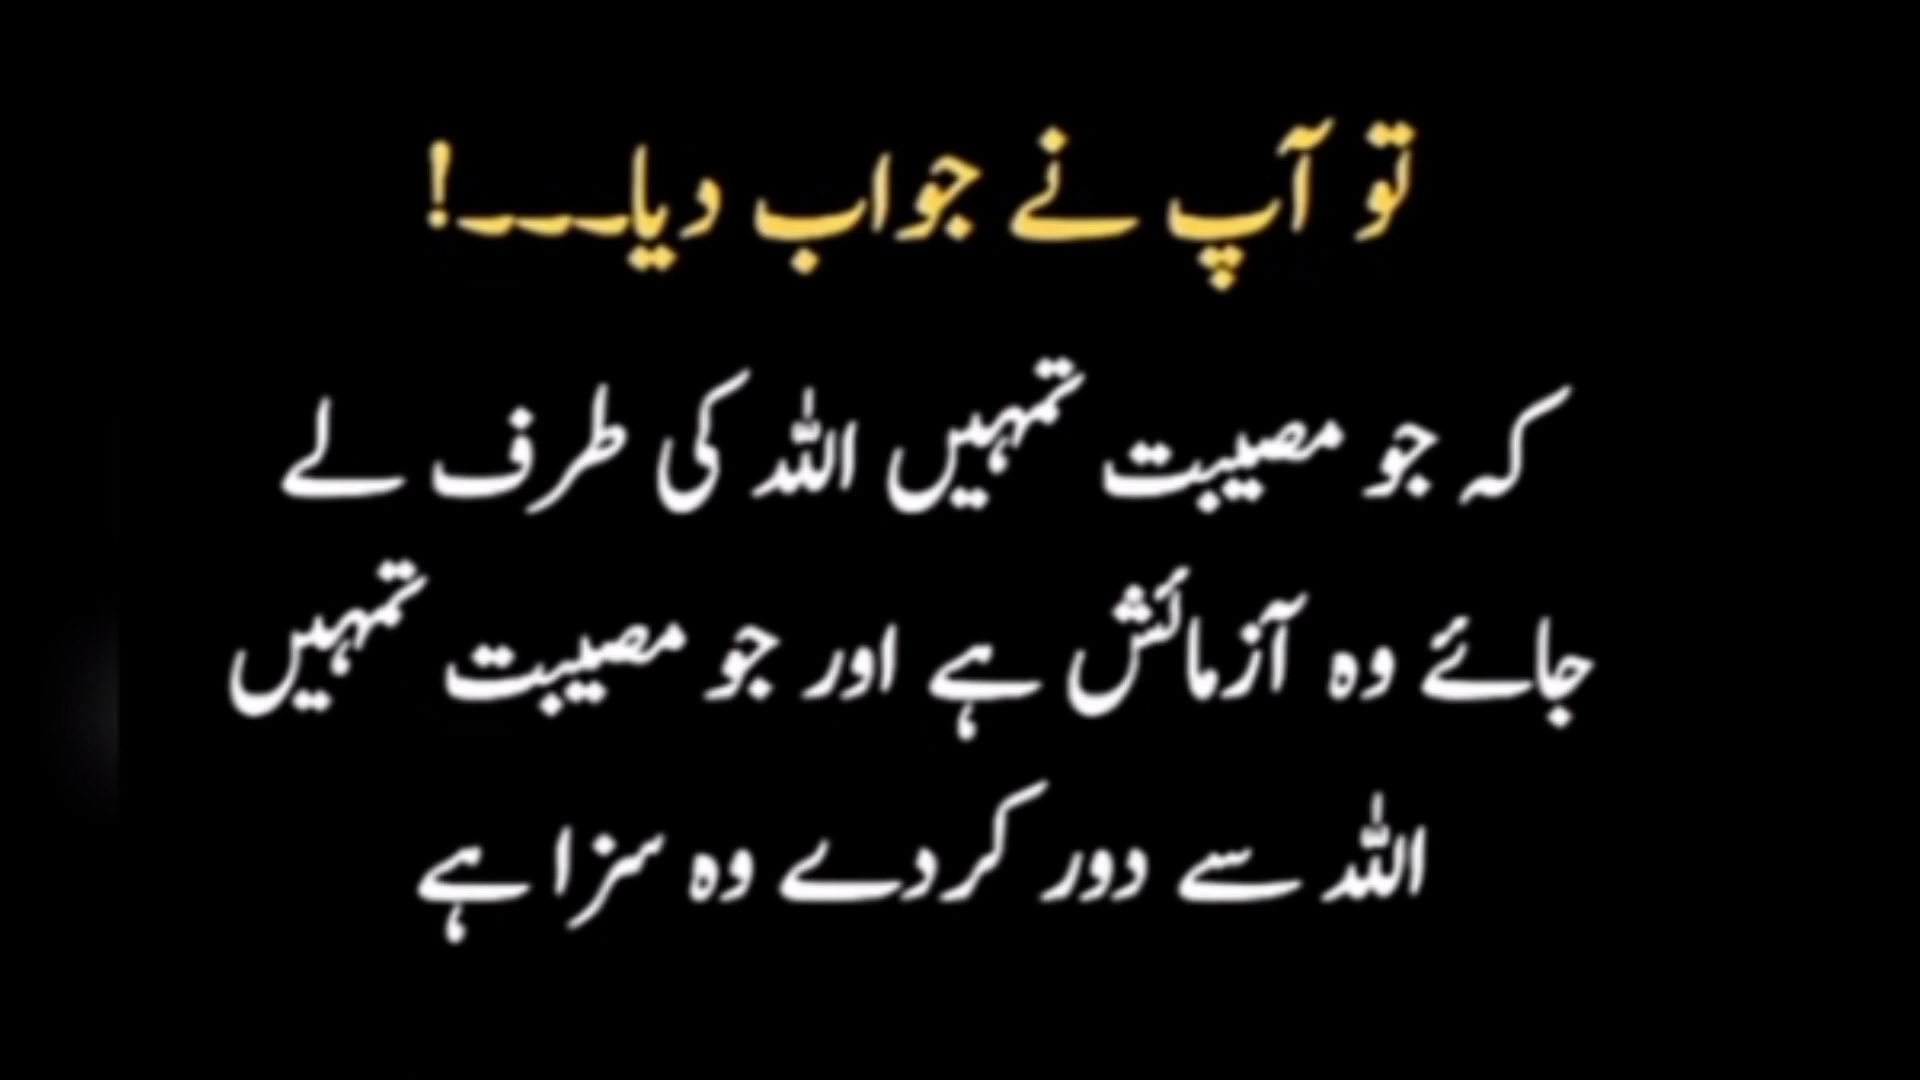 تو آپ نے جواب دیا۔۔۔!
کہ جو مصیبت تمہیں اللہ کی طرف لے
جائے وہ آزمائش ہے اور جو مصیبت تمہیں
اللہ سے دور کردے وہ سزا ہے